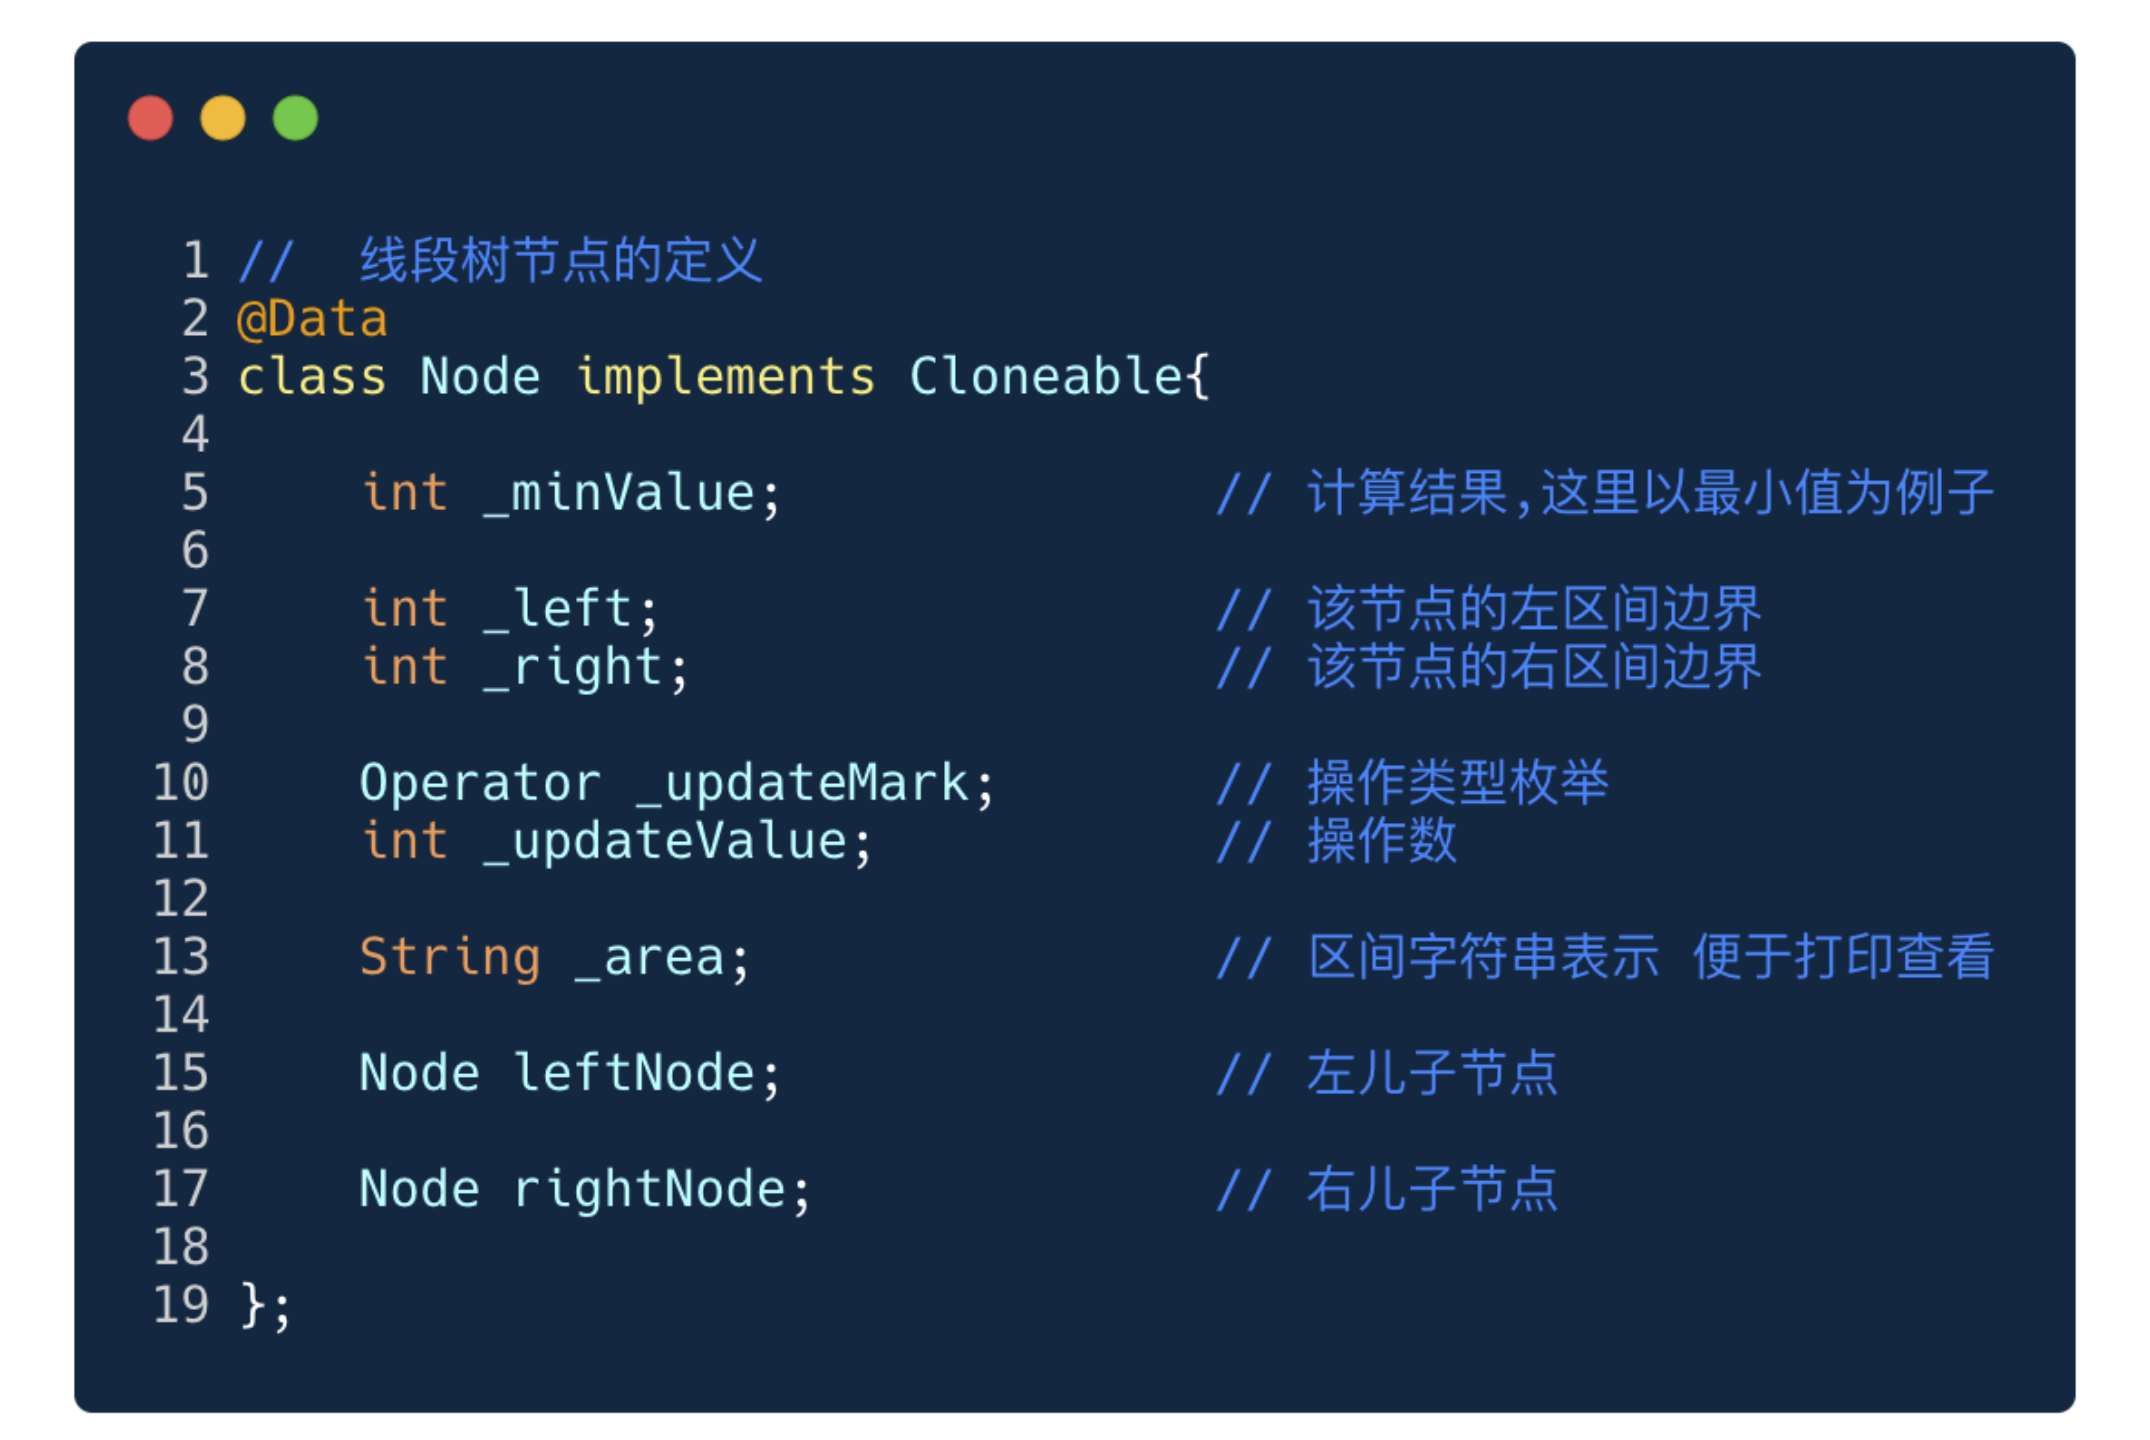 1 //  线段树节点的定义
2 @Data
3 class Node implements Cloneable{
4
5     int _minValue;               // 计算结果,这里以最小值为例子
6
7     int _left;                   // 该节点的左区间边界
8     int _right;                  // 该节点的右区间边界
9
10     Operator _updateMark;        // 操作类型枚举
11     int _updateValue;            // 操作数
12
13     String _area;                // 区间字符串表示 便于打印查看
14
15     Node leftNode;               // 左儿子节点
16
17     Node rightNode;              // 右儿子节点
18
19 };